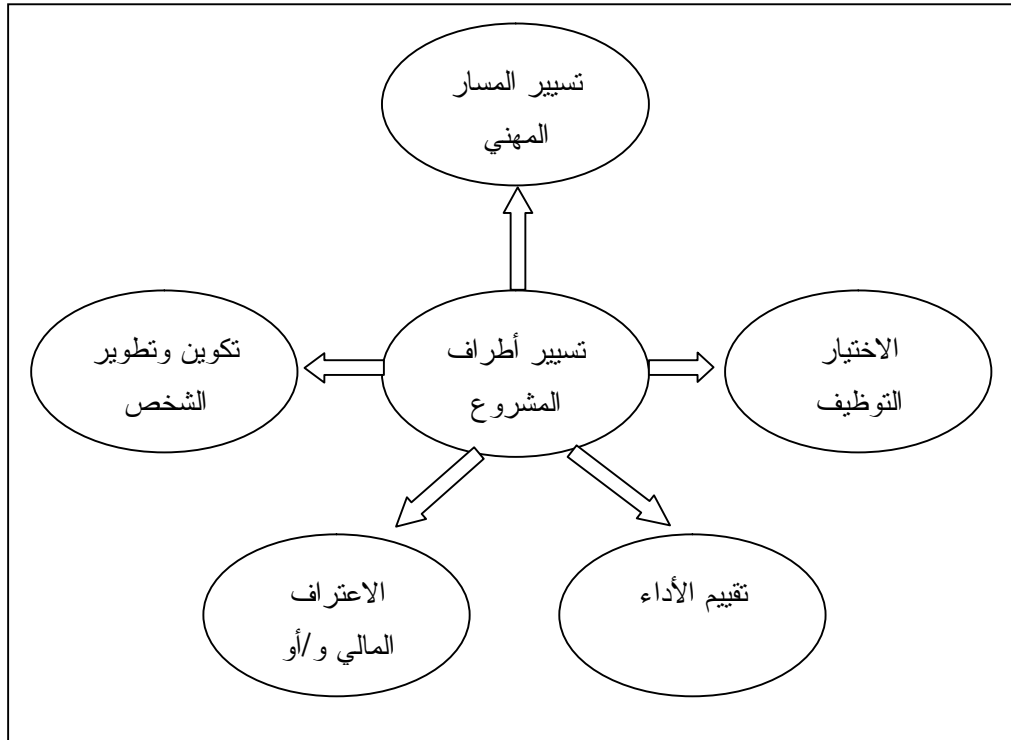 تسيير المسار
المهني
تكوين وتطوير
الشخص
تسيير أطراف
المشروع
الاختيار
التوظيف
الاعتراف
المالي و/أو
تقييم الأداء